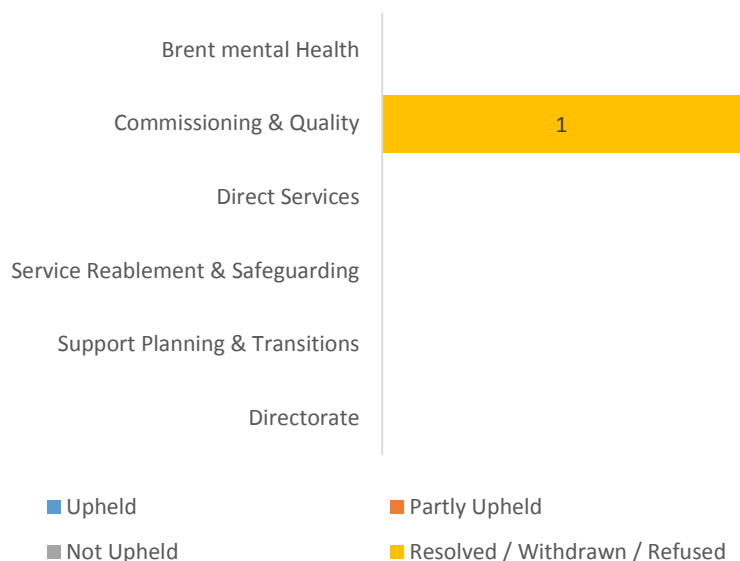 Brent mental Health
Commissioning & Quality
1
Direct Services
Service Reablement & Safeguarding
Support Planning & Transitions
Directorate
Upheld
Partly Upheld
Not Upheld
Resolved / Withdrawn / Refused